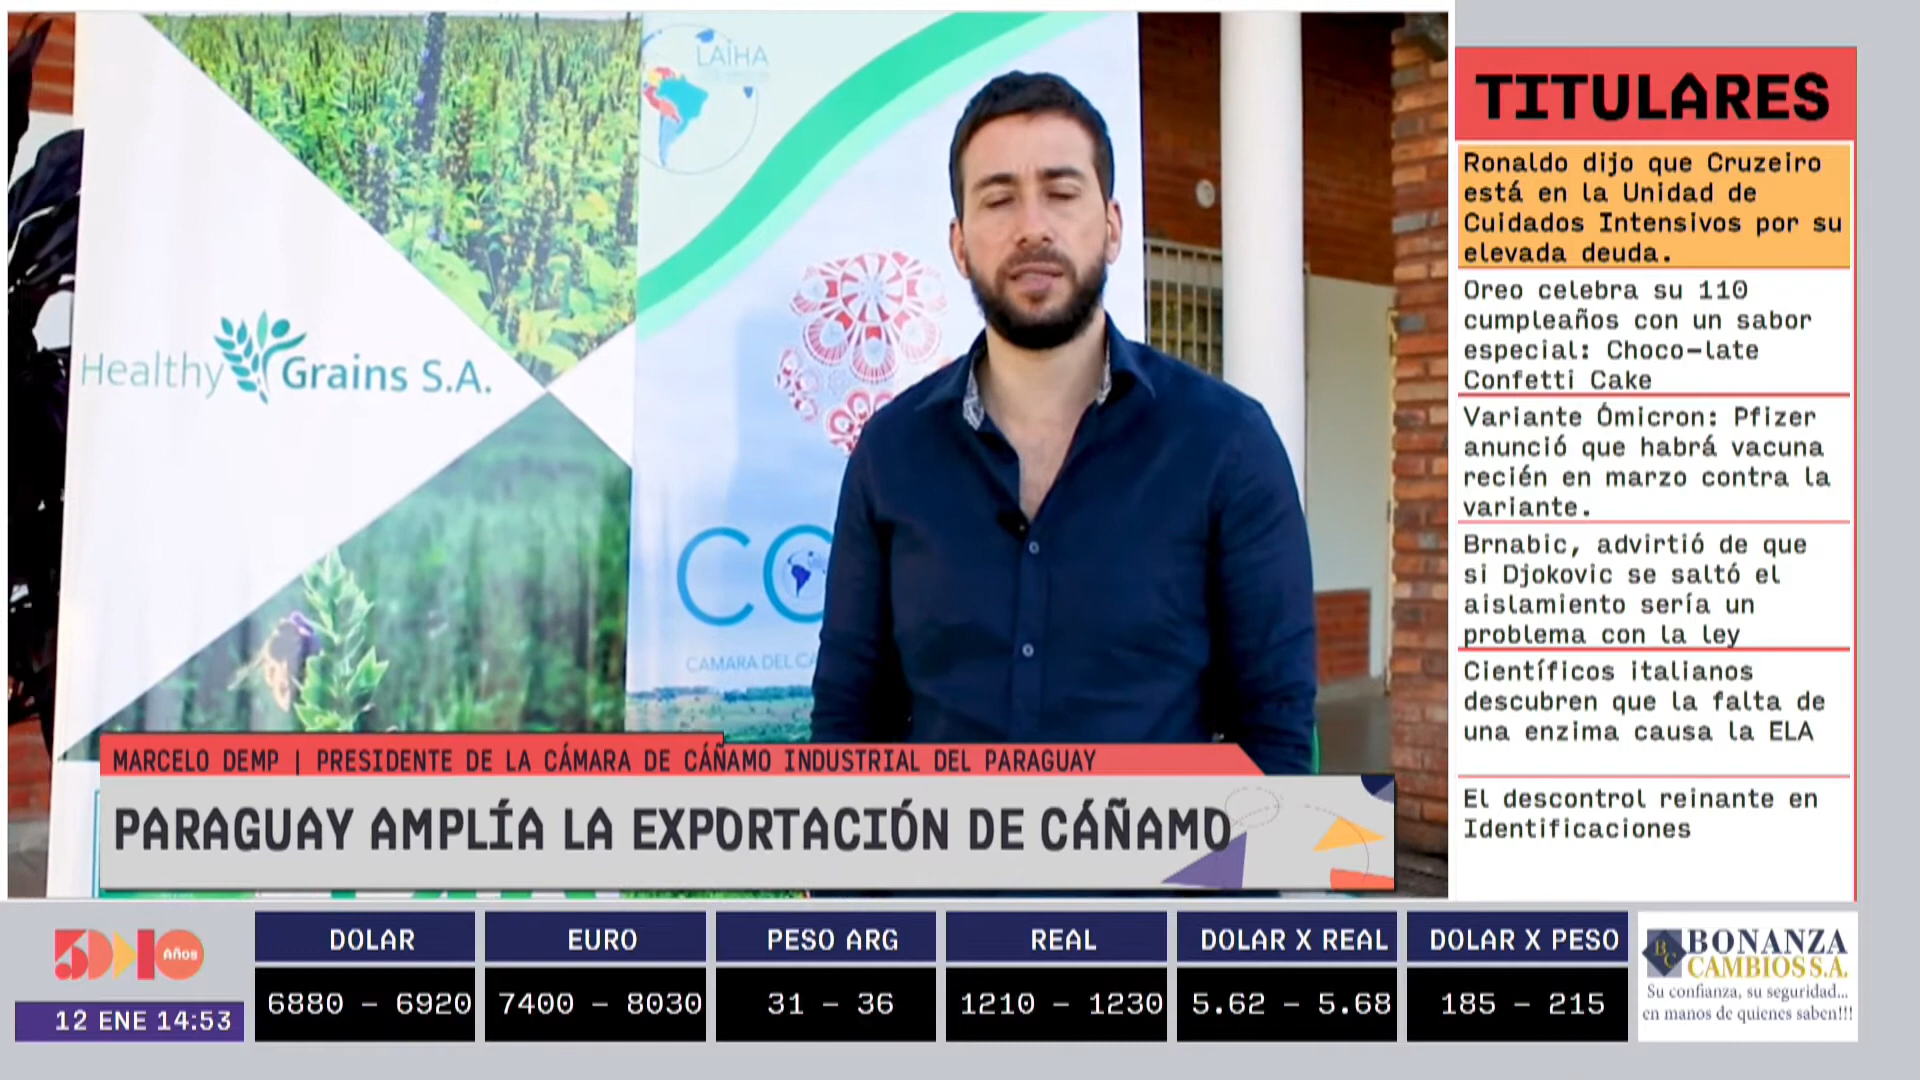 LAIHA
Healthy Grains S.A.
CAMARA DEL
MARCELO DEMP | PRESIDENTE DE LA CÁMARA DE CÁÑAMO INDUSTRIAL DEL PARAGUAY
PARAGUAY AMPLÍA LA EXPORTACIÓN DE CÁÑAMO
TITULARES
Ronaldo dijo que Cruzeiro
está en la Unidad de
Cuidados Intensivos por su
elevada deuda.
Oreo celebra su 110
cumpleaños con un sabor
especial: Choco-late
Confetti Cake
Variante Ómicron: Pfizer
anunció que habrá vacuna
recién en marzo contra la
variante.
Brnabic, advirtió de que
si Djokovic se saltó el
aislamiento sería un
problema con la ley
Científicos italianos
descubren que la falta de
una enzima causa la ELA
El descontrol reinante en
Identificaciones
Años
12 ENE 14:53
DOLAR
6880 - 6920
EURO
7400 - 8030
PESO ARG
31 - 36
REAL
1210 - 1230
DOLAR X REAL
5.62 - 5.68
DOLAR X PESO
185 - 215
BC
BONANZA
CAMBIOS S.A.
Su confianza, su seguridad...
en manos de quienes saben!!!